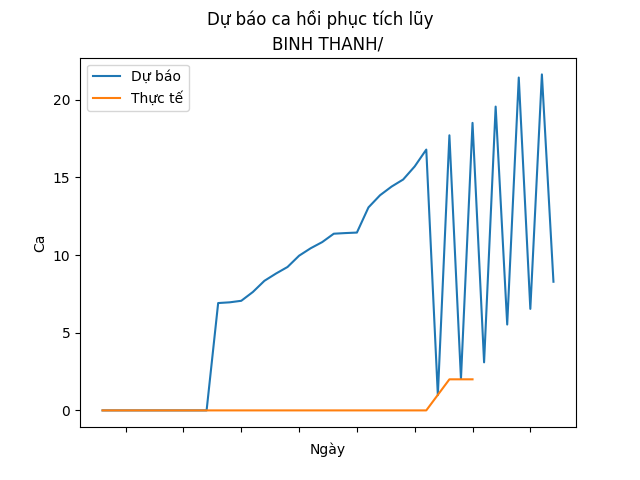 Dự báo ca hồi phục tích lũy
BINH THANH/
Dự báo
Thực tế
20
15
10
5
0
Ca
Ngày